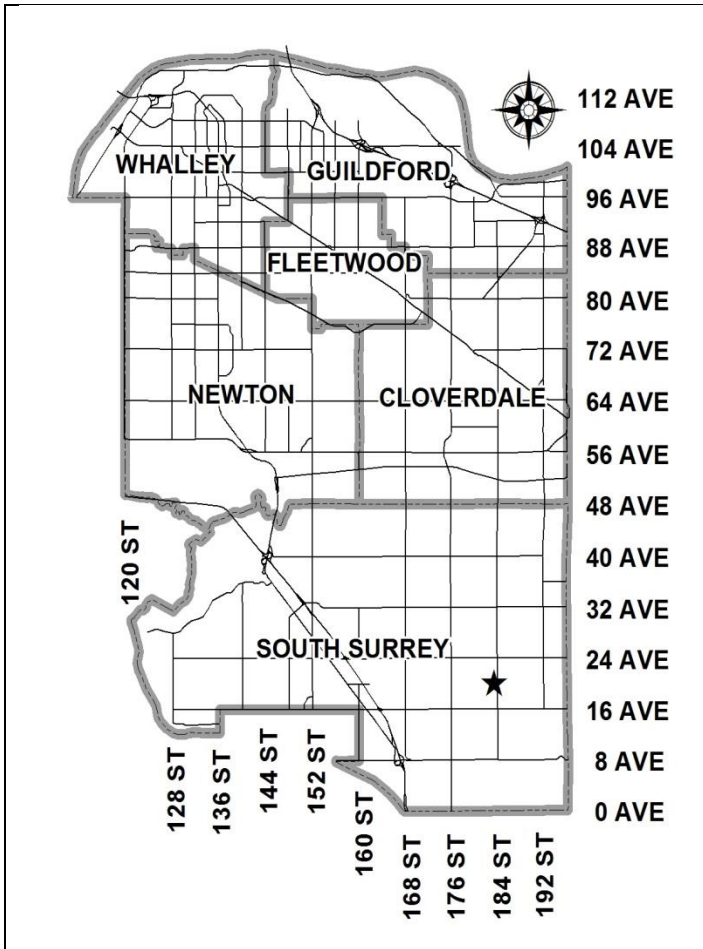 112 AVE
104 AVE
WHALLEY
GUILDFORD
96 AVE
88 AVE
FLEETWOOD
80 AVE
72 AVE
NEWTON
CLOVERDALE
64 AVE
56 AVE
48 AVE
120 ST
40 AVE
32 AVE
SOUTH SURREY
24 AVE
16 AVE
128 ST
136 ST
144 ST
152 ST
8 AVE
160 ST
0 AVE
168 ST
176 ST
184 ST
192 ST